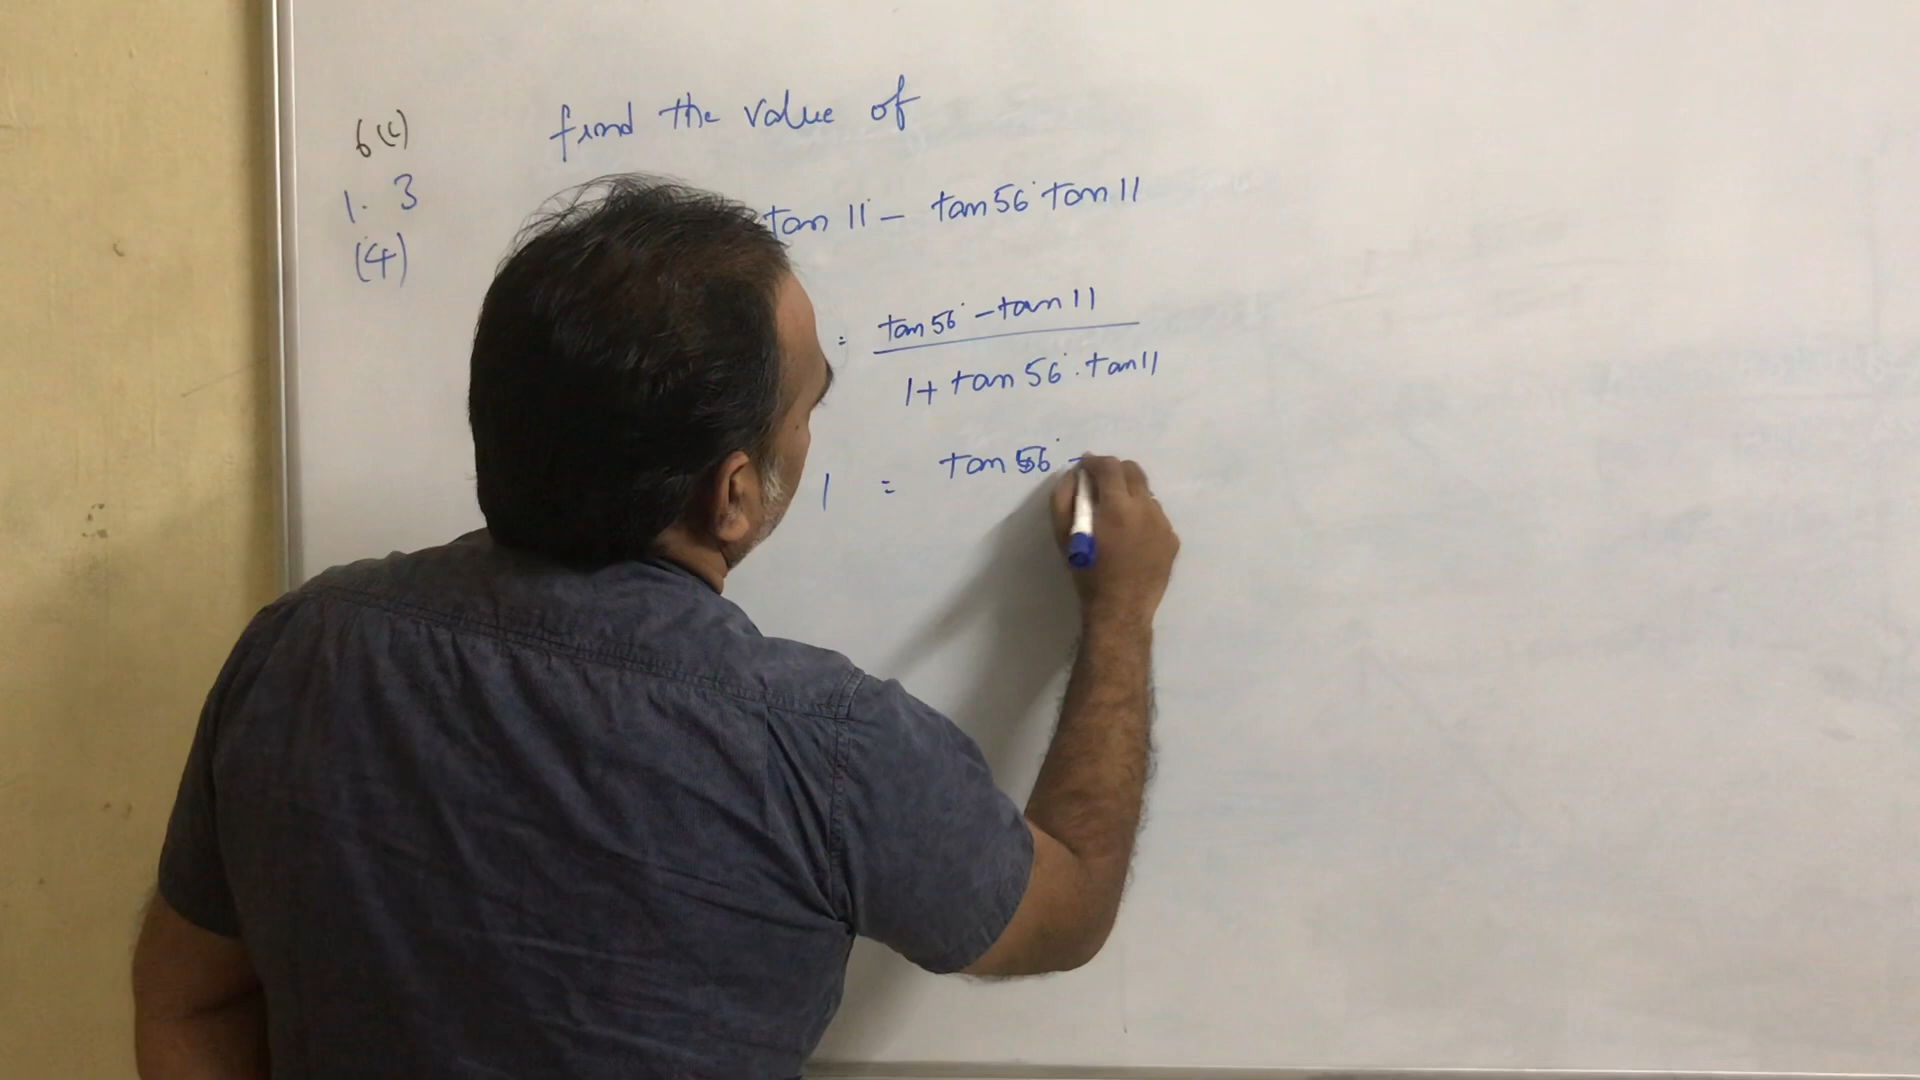 6(c)
find the value of
1. 3
(4)
tan 11° - tan 56° tan 11
= tan 56° - tan 11
1 + tan 56° . tan 11
1 = tan 56° -